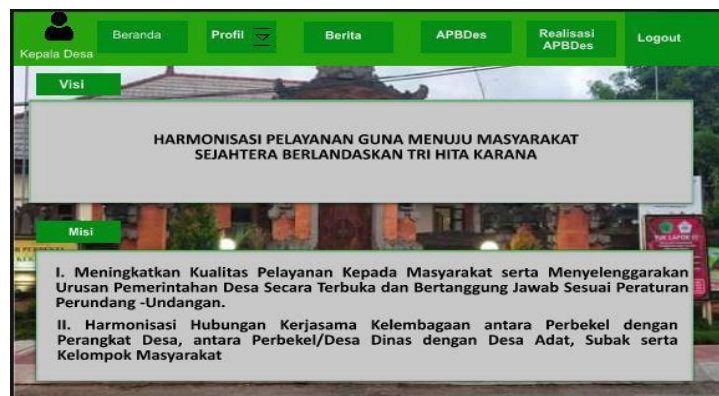 Beranda
Profil
Berita
APBDes
Realisasi
APBDes
Logout
Kepala Desa
Visi
HARMONISASI PELAYANAN GUNA MENUJU MASYARAKAT
SEJAHTERA BERLANDASKAN TRI HITA KARANA
Misi
I. Meningkatkan Kualitas Pelayanan Kepada Masyarakat serta Menyelenggarakan
Urusan Pemerintahan Desa Secara Terbuka dan Bertanggung Jawab Sesuai Peraturan
Perundang -Undangan.
II. Harmonisasi Hubungan Kerjasama Kelembagaan antara Perbekel dengan
Perangkat Desa, antara Perbekel/Desa Dinas dengan Desa Adat, Subak serta
Kelompok Masyarakat